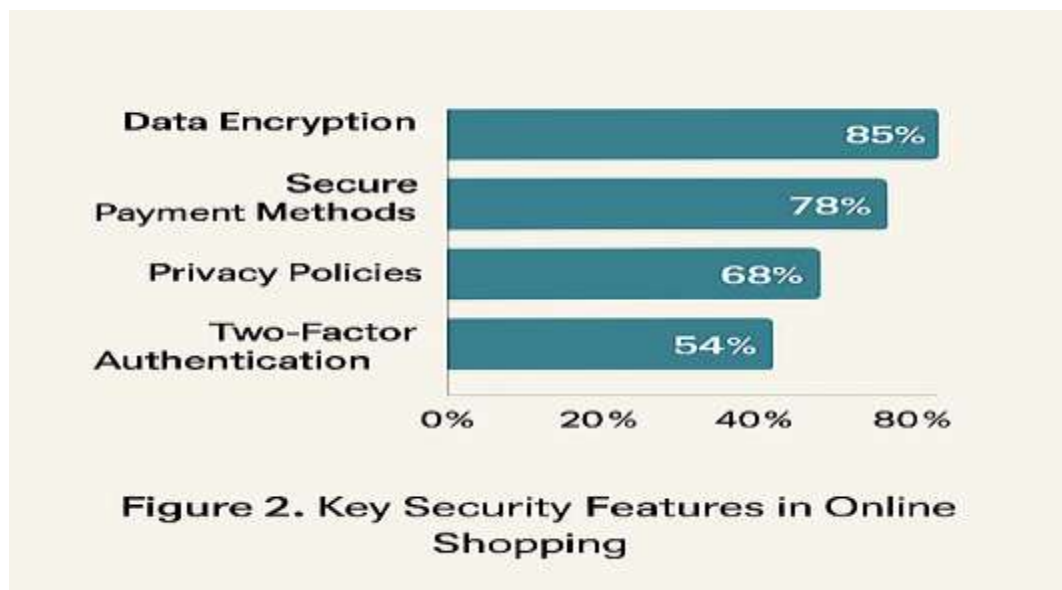 Data Encryption
85%
Secure
Payment Methods
78%
Privacy Policies
68%
Two-Factor
Authentication
54%
0% 20% 40% 80%
Figure 2. Key Security Features in Online
Shopping